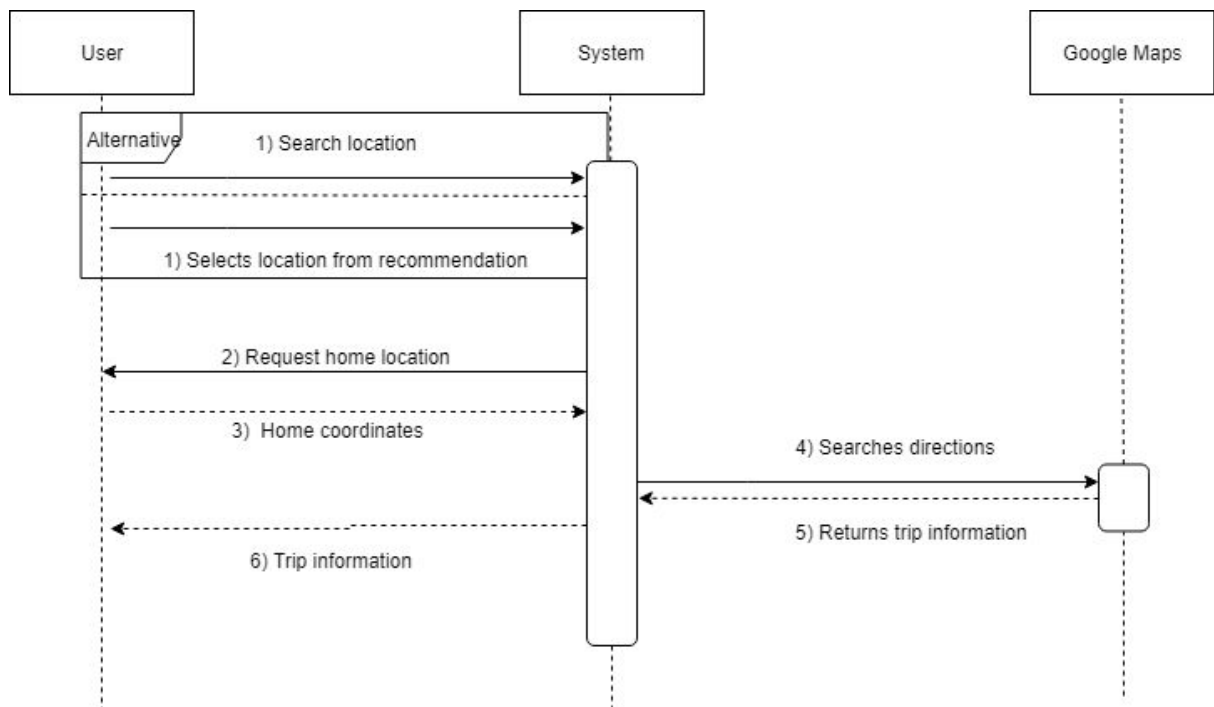 User
System
Google Maps
Alternative
1) Search location
1) Selects location from recommendation
2) Request home location
3) Home coordinates
4) Searches directions
5) Returns trip information
6) Trip information